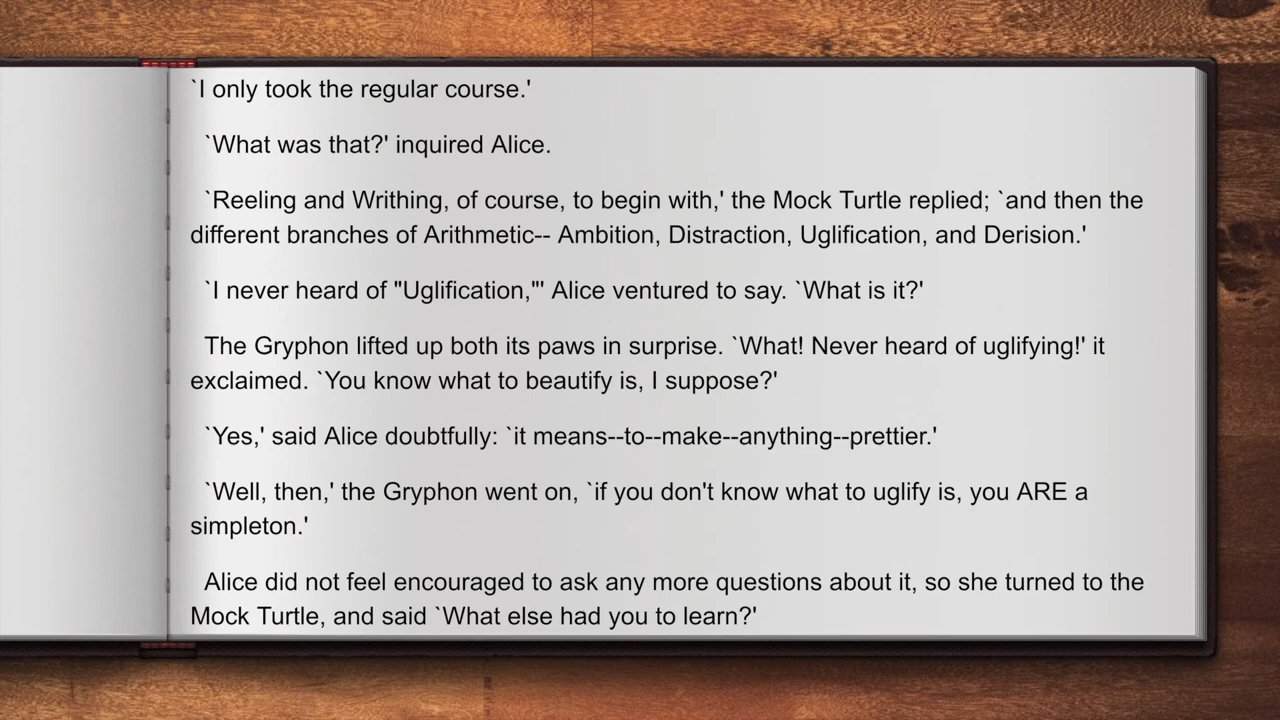 `I only took the regular course.'
`What was that?' inquired Alice.
`Reeling and Writhing, of course, to begin with,' the Mock Turtle replied; `and then the
different branches of Arithmetic-- Ambition, Distraction, Uglification, and Derision.'
`I never heard of "Uglification,"' Alice ventured to say. `What is it?'
The Gryphon lifted up both its paws in surprise. `What! Never heard of uglifying!' it
exclaimed. `You know what to beautify is, I suppose?'
`Yes,' said Alice doubtfully: `it means--to--make--anything--prettier.'
`Well, then,' the Gryphon went on, `if you don't know what to uglify is, you ARE a
simpleton.'
Alice did not feel encouraged to ask any more questions about it, so she turned to the
Mock Turtle, and said `What else had you to learn?'